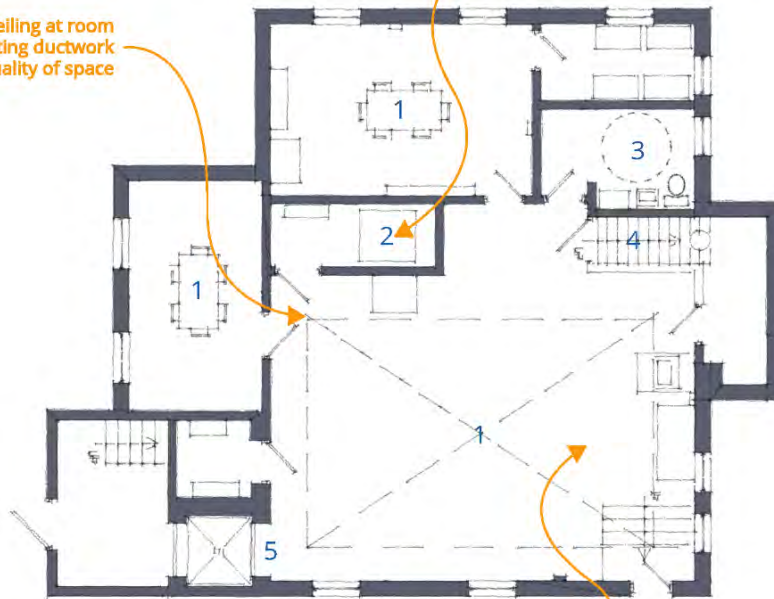 eiling at room
ting ductwork
uality of space
1
3
2
4
1
1
5